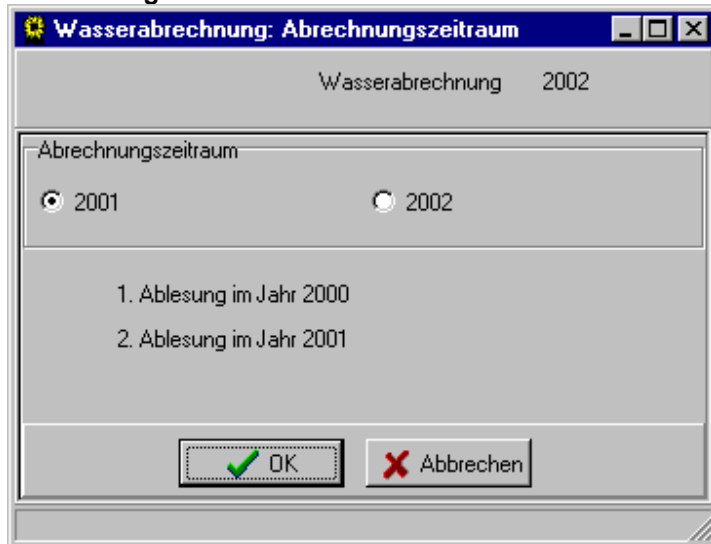 Wasserabrechnung: Abrechnungszeitraum
Wasserabrechnung 2002
Abrechnungszeitraum
2001 2002
1. Ablesung im Jahr 2000
2. Ablesung im Jahr 2001
OK Abbrechen